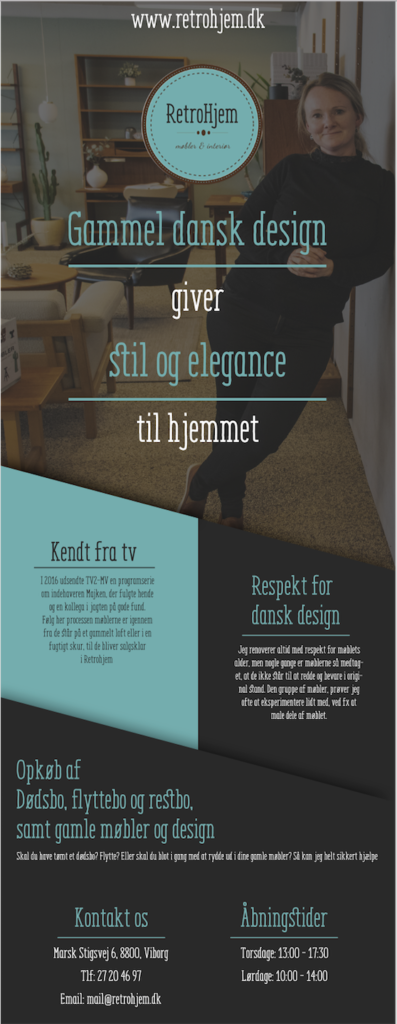 www.retrohjem.dk
RetroHjem
møbler & interiør
Gammel dansk design
giver
stil og elegance
til hjemmet
Kendt fra tv
I 2016 udsendte TV2-MV en programserie
om indehaveren Majken, der fulgte hende
og en kollega i jagten på gode fund.
Følg her processen møblerne er igennem
fra de står på et gammelt loft eller i en
fugtigt skur, til de bliver salgsklar
i Retrohjem
Respekt for
dansk design
Jeg renoverer altid med respekt for møblets
alder, men nogle gange er møblerne så medtag-
et, at de ikke står til at redde og bevare i origi-
nal stand. Den gruppe af møbler, prøver jeg
ofte at eksperimentere lidt med, ved fx at
male dele af møblet.
Opkøb af
Dødsbo, flyttebo og restbo,
samt gamle møbler og design
Skal du have tømt et dødsbo? Flytte? Eller skal du blot i gang med at rydde ud i dine gamle møbler? Så kan jeg helt sikkert hjælpe
Kontakt os
Marsk Stigsvej 6, 8800, Viborg
Tlf: 27 20 46 97
Email: mail@retrohjem.dk
Åbningstider
Torsdage: 13:00 - 17:30
Lørdage: 10:00 - 14:00